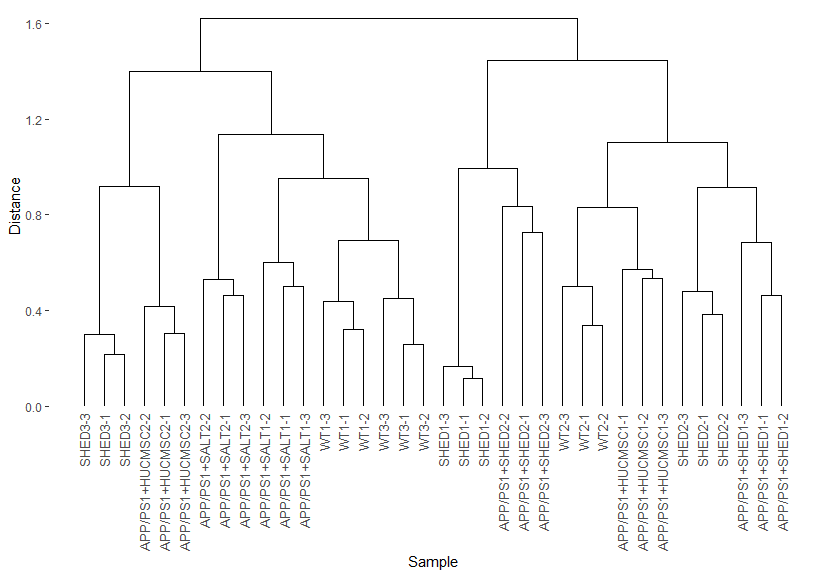 1.6
1.2
0.8
0.4
0.0
Distance
SHED3-3
SHED3-1
SHED3-2
APP/PS1+HUCMSC2-2
APP/PS1+HUCMSC2-1
APP/PS1+HUCMSC2-3
APP/PS1+SALT2-2
APP/PS1+SALT2-1
APP/PS1+SALT2-3
APP/PS1+SALT1-2
APP/PS1+SALT1-1
APP/PS1+SALT1-3
WT1-3
WT1-1
WT1-2
WT3-3
WT3-1
WT3-2
SHED1-3
SHED1-1
SHED1-2
APP/PS1+SHED2-2
APP/PS1+SHED2-1
APP/PS1+SHED2-3
WT2-3
WT2-1
WT2-2
APP/PS1+HUCMSC1-1
APP/PS1+HUCMSC1-2
APP/PS1+HUCMSC1-3
SHED2-3
SHED2-1
SHED2-2
APP/PS1+SHED1-3
APP/PS1+SHED1-1
APP/PS1+SHED1-2
Sample